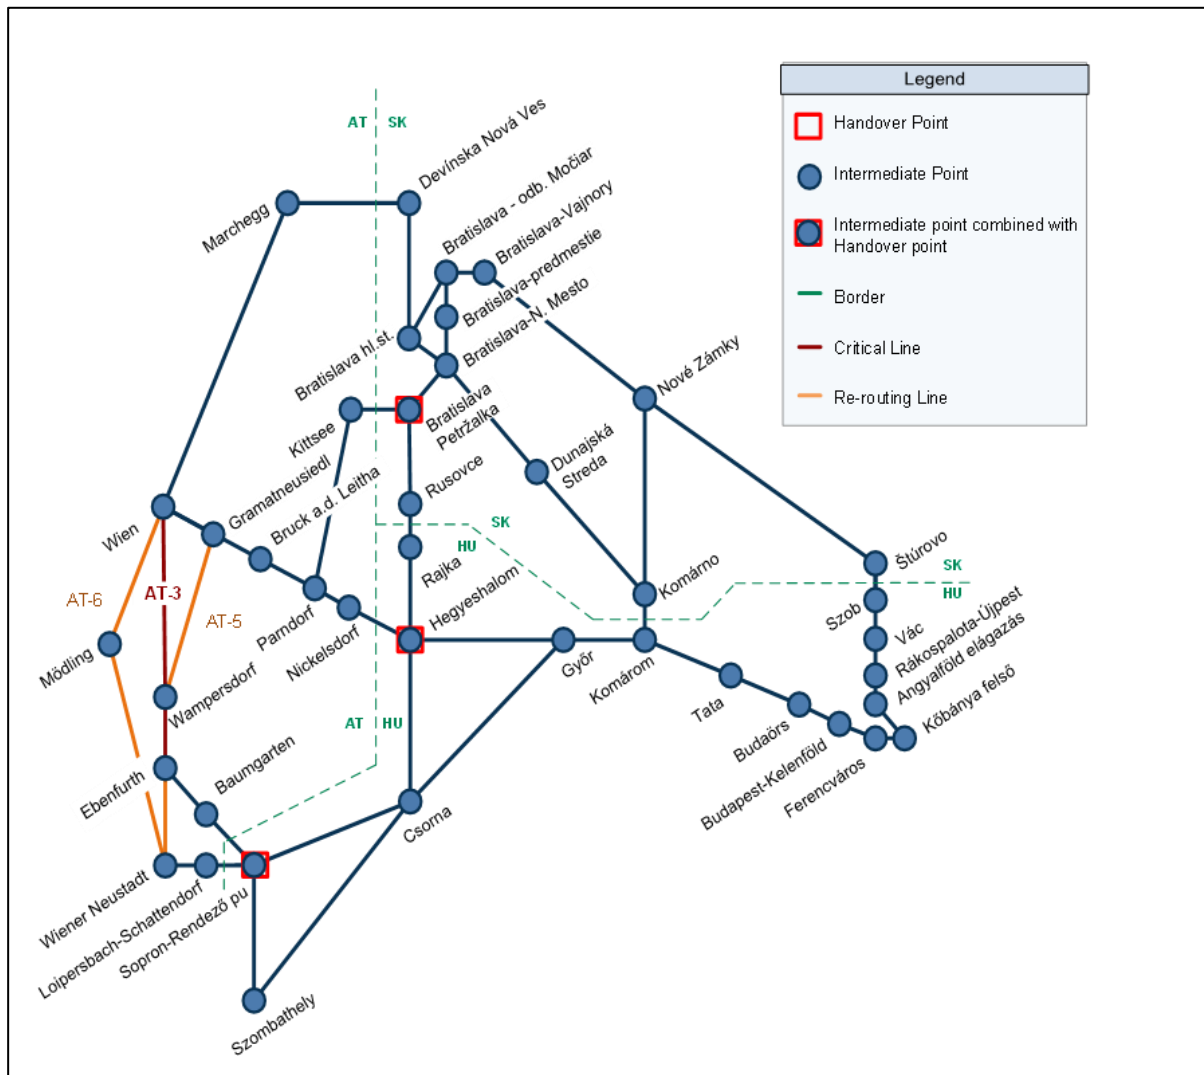 Legend
Handover Point
Intermediate Point
Intermediate point combined with
Handover point
Border
Critical Line
Re-routing Line
AT
SK
Devínska Nová Ves
Marchegg
Bratislava - odb. Močiar
Bratislava-Vajnory
Bratislava-predmestie
Bratislava-N. Mesto
Bratislava hl.st.
Nové Zámky
Kittsee
Bratislava
Petržalka
Gramatneusiedl
Bruck a.d. Leitha
Dunajská
Streda
Rusovce
Wien
SK
HU
Rajka
Štúrovo
SK
HU
Komárno
AT-6
AT-3
AT-5
Hegyeshalom
Szob
Vác
Rákospalota-Újpest
Angyalföld elágazás
Kőbánya felső
Parndorf
Nickelsdorf
Mödling
Győr
Komárom
Wampersdorf
Tata
Budaörs
Budapest-Kelenföld
Ferencváros
AT
HU
Baumgarten
Ebenfurth
Csorna
Wiener Neustadt
Loipersbach-Schattendorf
Sopron-Rendező pu
Szombathely